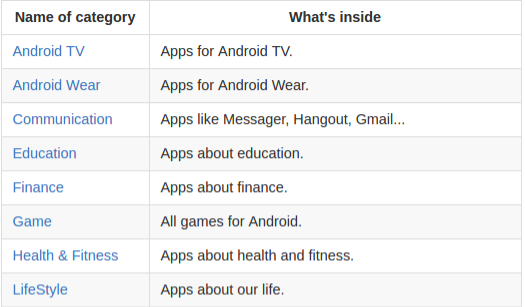 Name of category What's inside
Android TV Apps for Android TV.
Android Wear Apps for Android Wear.
Communication Apps like Messager, Hangout, Gmail...
Education Apps about education.
Finance Apps about finance.
Game All games for Android.
Health & Fitness Apps about health and fitness.
LifeStyle Apps about our life.